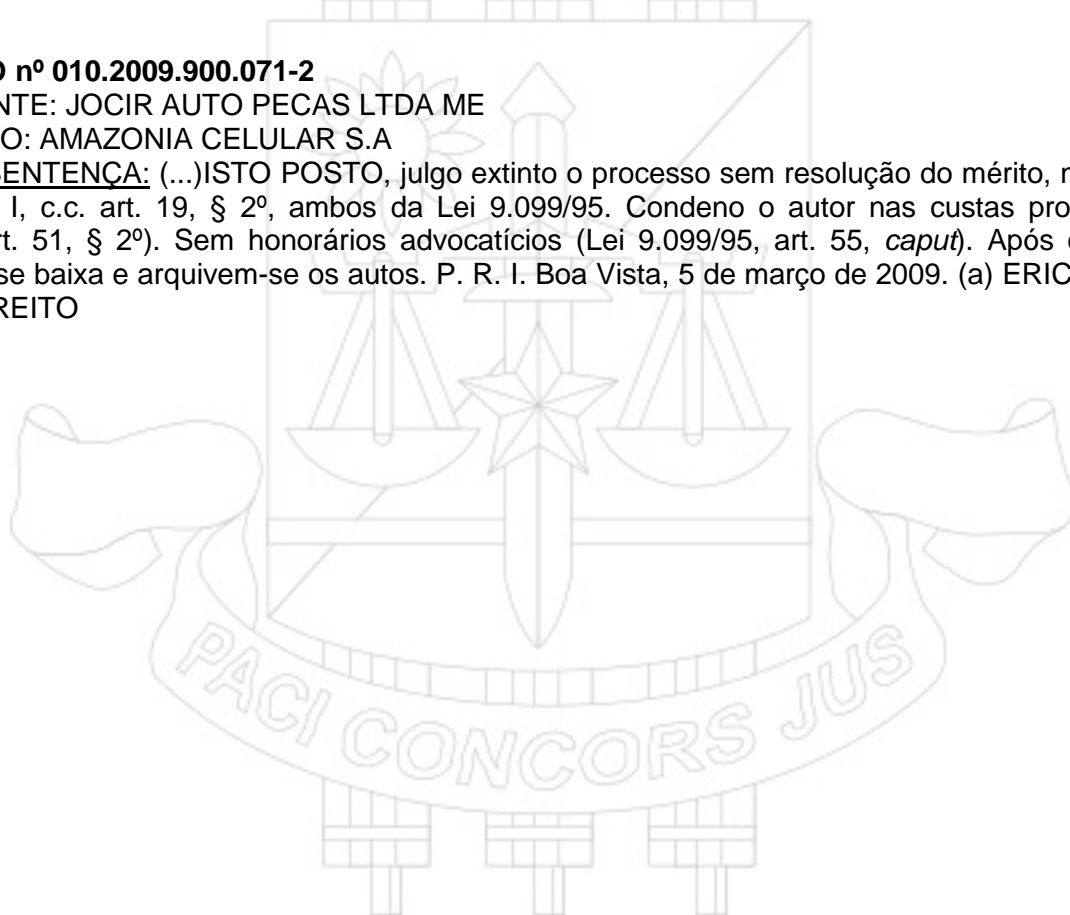 O nº 010.2009.900.071-2
NTE: JOCIR AUTO PECAS LTDA ME
O: AMAZONIA CELULAR S.A
SENTENÇA: (...)ISTO POSTO, julgo extinto o processo sem resolução do mérito, n
I, c.c. art. 19, § 2º, ambos da Lei 9.099/95. Condeno o autor nas custas pro
rt. 51, § 2º). Sem honorários advocatícios (Lei 9.099/95, art. 55, caput). Após
se baixa e arquivem-se os autos. P. R. I. Boa Vista, 5 de março de 2009. (a) ERIC
REITO
PACI CONCORS JUS